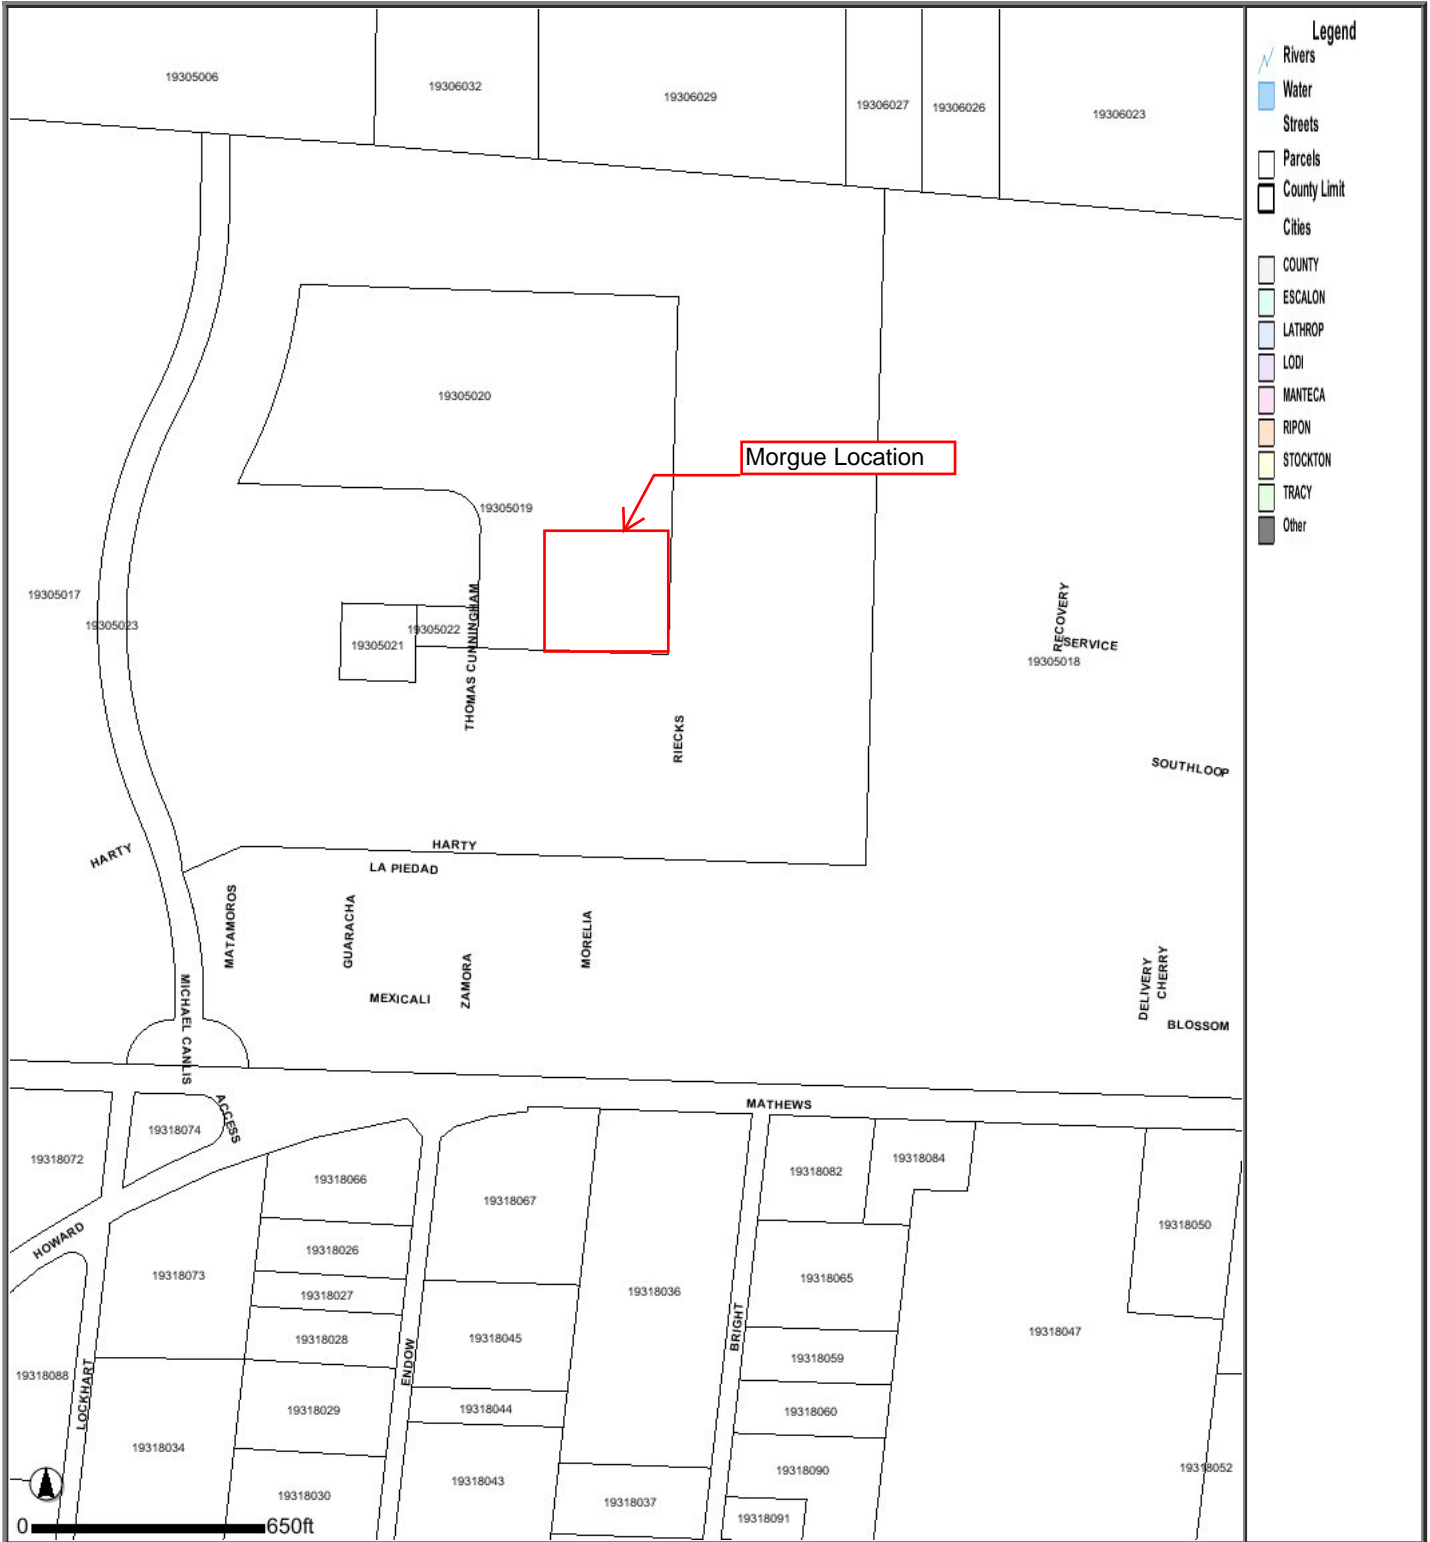 19305006
19306032
19306029
19306027
19306026
19306023
19305020
Morgue Location
19305019
19305017
19305023
19305022
19305021
THOMAS CUNNINGHAM
RECOVERY
SERVICE
19305018
RIECKS
SOUTHLOOP
HARTY
HARTY
LA PIEDAD
MATAMOROS
GUARACHA
ZAMORA
MORELIA
MEXICALI
DELIVERY
CHERRY
BLOSSOM
MICHAEL CANLIS
ACCESS
MATHEWS
19318074
19318072
19318066
19318067
19318082
19318084
19318050
HOWARD
19318073
19318026
19318027
19318028
19318036
19318065
19318047
19318045
BRIGHT
ENDOW
19318059
19318088
LOCKHART
19318029
19318044
19318060
19318034
19318043
19318090
19318052
19318030
19318037
19318091
0
650ft
Legend
Rivers
Water
Streets
Parcels
County Limit
Cities
COUNTY
ESCALON
LATHROP
LODI
MANTECA
RIPON
STOCKTON
TRACY
Other